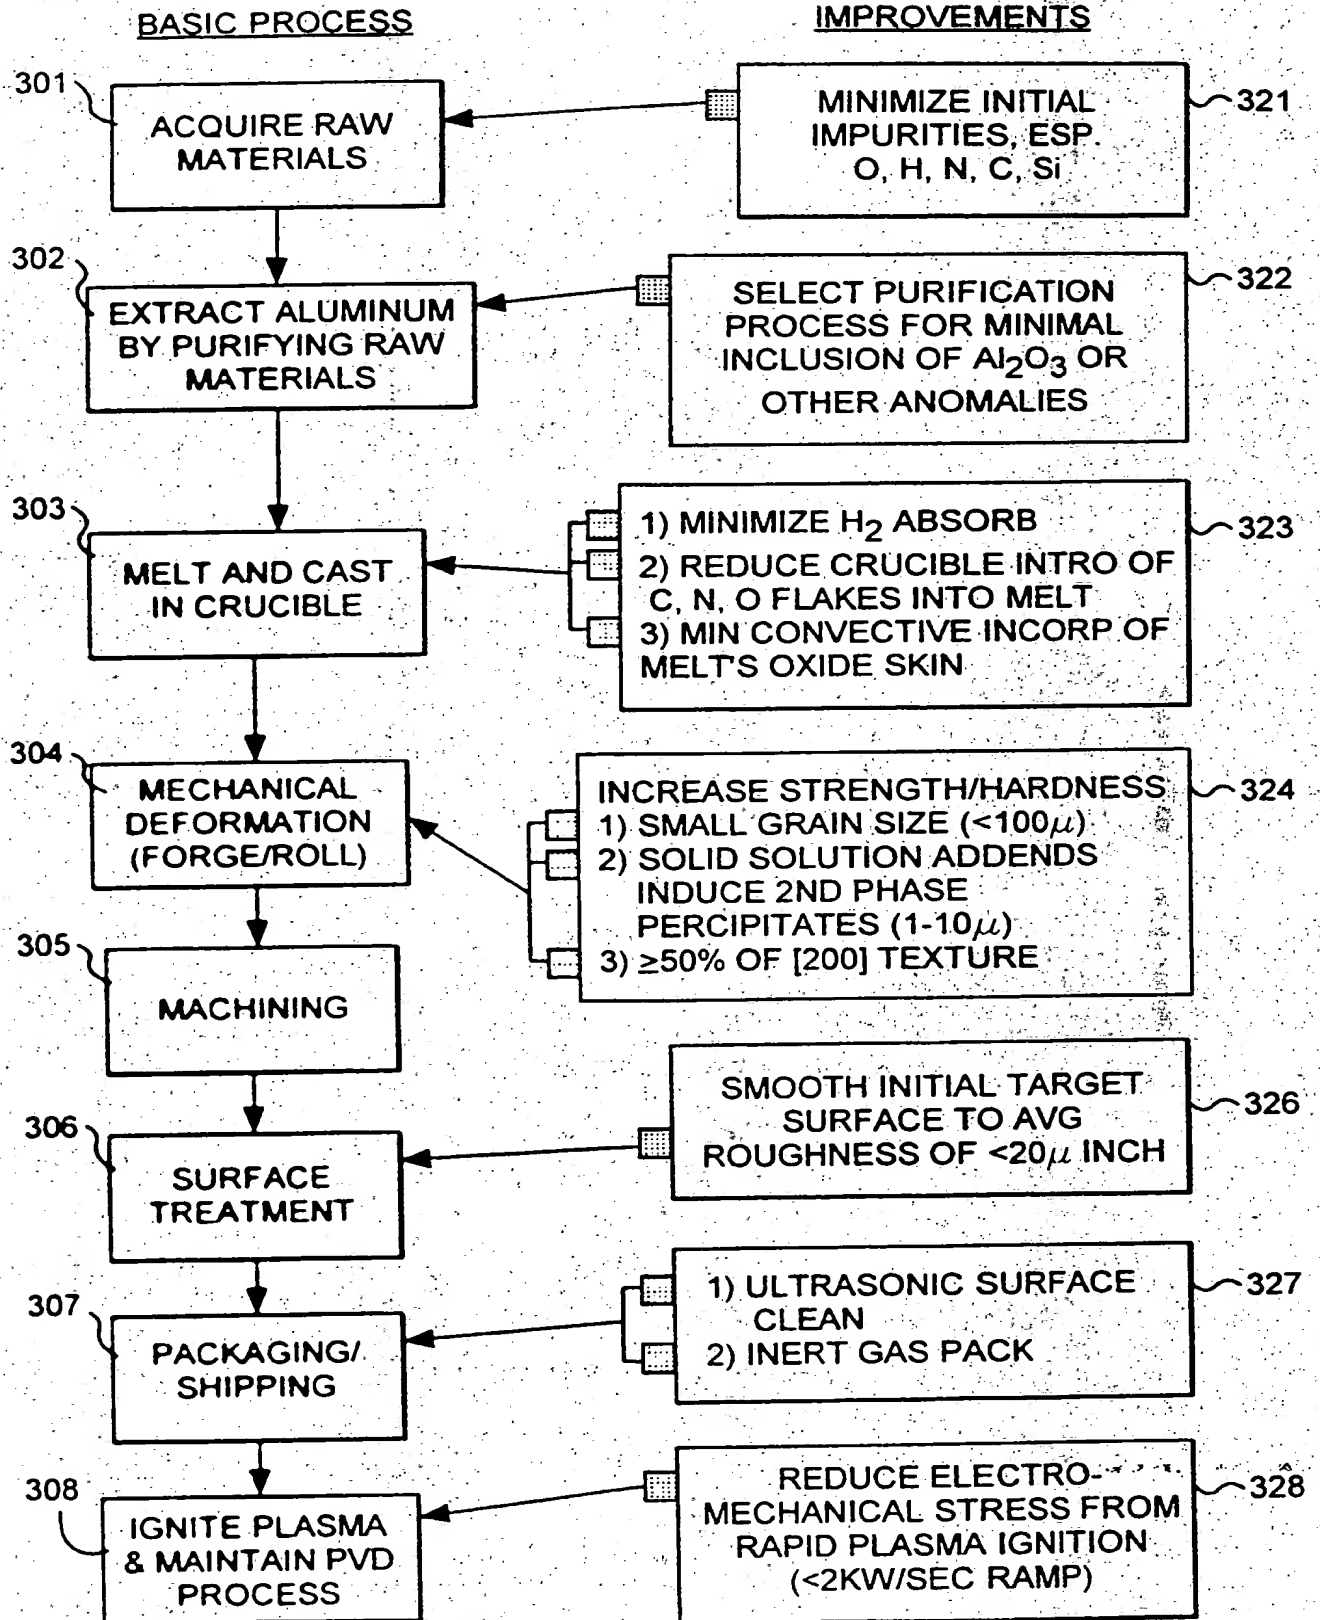 BASIC PROCESS
IMPROVEMENTS
301
ACQUIRE RAW
MATERIALS
MINIMIZE INITIAL
IMPURITIES, ESP.
O, H, N, C, Si
321
302
EXTRACT ALUMINUM
BY PURIFYING RAW
MATERIALS
SELECT PURIFICATION
PROCESS FOR MINIMAL
INCLUSION OF Al₂O₃ OR
OTHER ANOMALIES
322
303
MELT AND CAST
IN CRUCIBLE
1) MINIMIZE H₂ ABSORB
2) REDUCE CRUCIBLE INTRO OF
C, N, O FLAKES INTO MELT
3) MIN CONVECTIVE INCORP OF
MELT'S OXIDE SKIN
323
304
MECHANICAL
DEFORMATION
(FORGE/ROLL)
INCREASE STRENGTH/HARDNESS
1) SMALL GRAIN SIZE (<100μ)
2) SOLID SOLUTION ADDENDS
INDUCE 2ND PHASE
PERCIPITATES (1-10μ)
3) ≥50% OF [200] TEXTURE
324
305
MACHINING
306
SURFACE
TREATMENT
SMOOTH INITIAL TARGET
SURFACE TO AVG
ROUGHNESS OF <20μ INCH
326
307
PACKAGING/
SHIPPING
1) ULTRASONIC SURFACE
CLEAN
2) INERT GAS PACK
327
308
IGNITE PLASMA
& MAINTAIN PVD
PROCESS
REDUCE ELECTRO-
MECHANICAL STRESS FROM
RAPID PLASMA IGNITION
(<2KW/SEC RAMP)
328